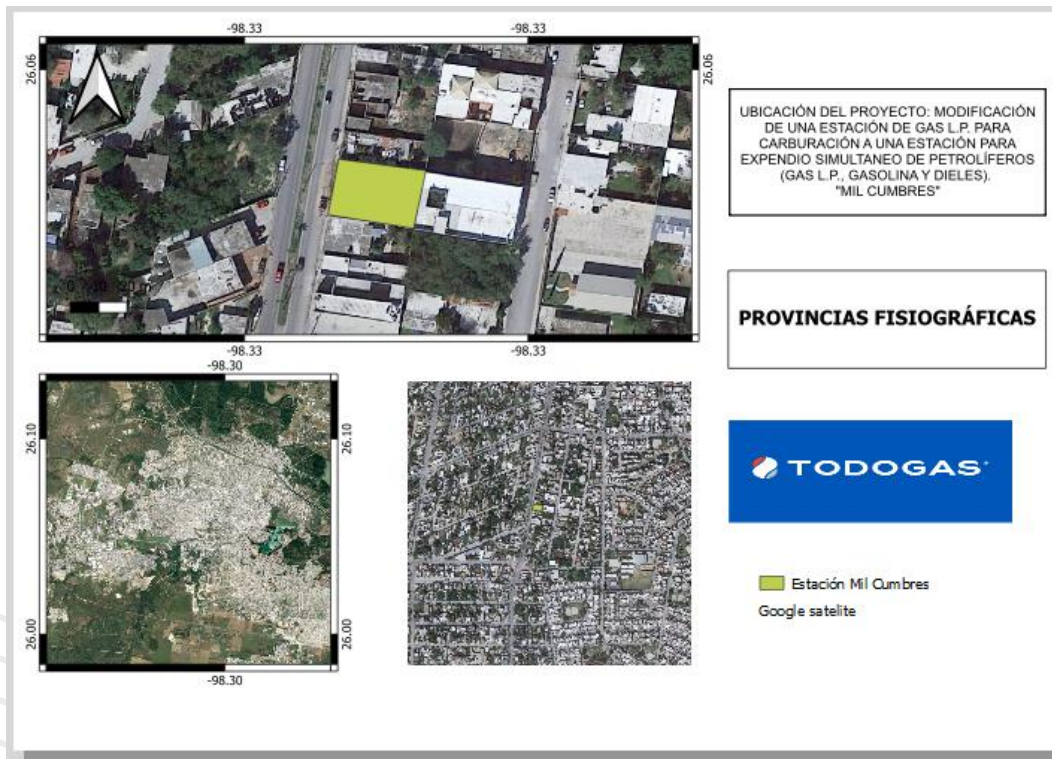 -98.33
-98.33
26.06
26.06
-98.33
-98.33
UBICACIÓN DEL PROYECTO: MODIFICACIÓN
DE UNA ESTACIÓN DE GAS L.P. PARA
CARBURACIÓN A UNA ESTACIÓN PARA
EXPENDIO SIMULTANEO DE PETROLÍFEROS
(GAS L.P., GASOLINA Y DIELES).
"MIL CUMBRES"
PROVINCIAS FISIOGRÁFICAS
-98.30
26.10
26.10
26.00
26.00
-98.30
TODOGAS
Estación Mil Cumbres
Google satelite